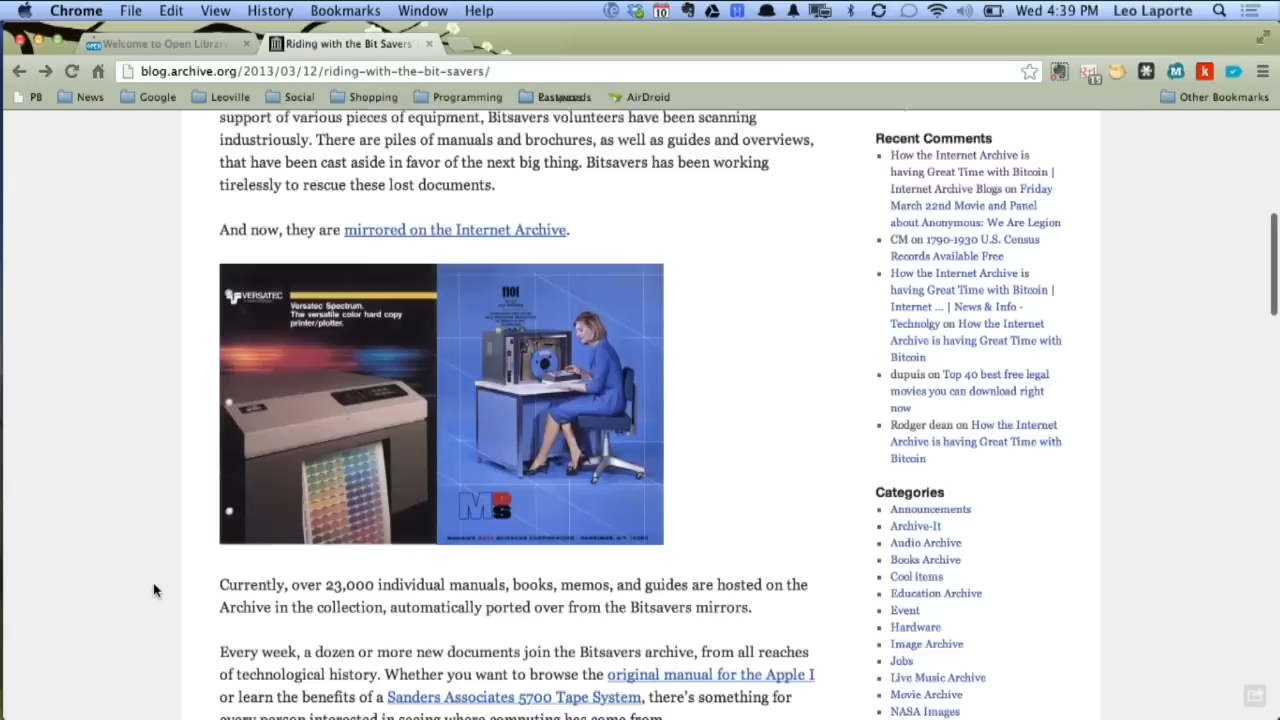 Chrome File Edit View History Bookmarks Window Help Wed 4:39 PM Leo Laporte
Welcome to Open Library Riding with the Bit Savers
blog.archive.org/2013/03/12/riding-with-the-bit-savers/
PB News Google Leoville Social Shopping Programming AirDroid Other Bookmarks
support of various pieces of equipment, Bitsavers volunteers have been scanning
industriously. There are piles of manuals and brochures, as well as guides and overviews,
that have been cast aside in favor of the next big thing. Bitsavers has been working
tirelessly to rescue these lost documents.
And now, they are mirrored on the Internet Archive.
VERSATEC
Versatec Spectrum.
The versatile color hard copy
printer/plotter.
1101
MDS
Currently, over 23,000 individual manuals, books, memos, and guides are hosted on the
Archive in the collection, automatically ported over from the Bitsavers mirrors.
Every week, a dozen or more new documents join the Bitsavers archive, from all reaches
of technological history. Whether you want to browse the original manual for the Apple I
or learn the benefits of a Sanders Associates 5700 Tape System, there's something for
every person interested in seeing where computing has come from.
Recent Comments
How the Internet Archive is
having Great Time with Bitcoin |
Internet Archive Blogs on Friday
March 22nd Movie and Panel
about Anonymous: We Are Legion
CM on 1790-1930 U.S. Census
Records Available Free
How the Internet Archive is
having Great Time with Bitcoin |
Internet ... | News & Info -
Technolgy on How the Internet
Archive is having Great Time with
Bitcoin
dupuis on Top 40 best free legal
movies you can download right
now
Rodger dean on How the Internet
Archive is having Great Time with
Bitcoin
Categories
Announcements
Archive-It
Audio Archive
Books Archive
Cool items
Education Archive
Event
Hardware
Image Archive
Jobs
Live Music Archive
Movie Archive
NASA Images